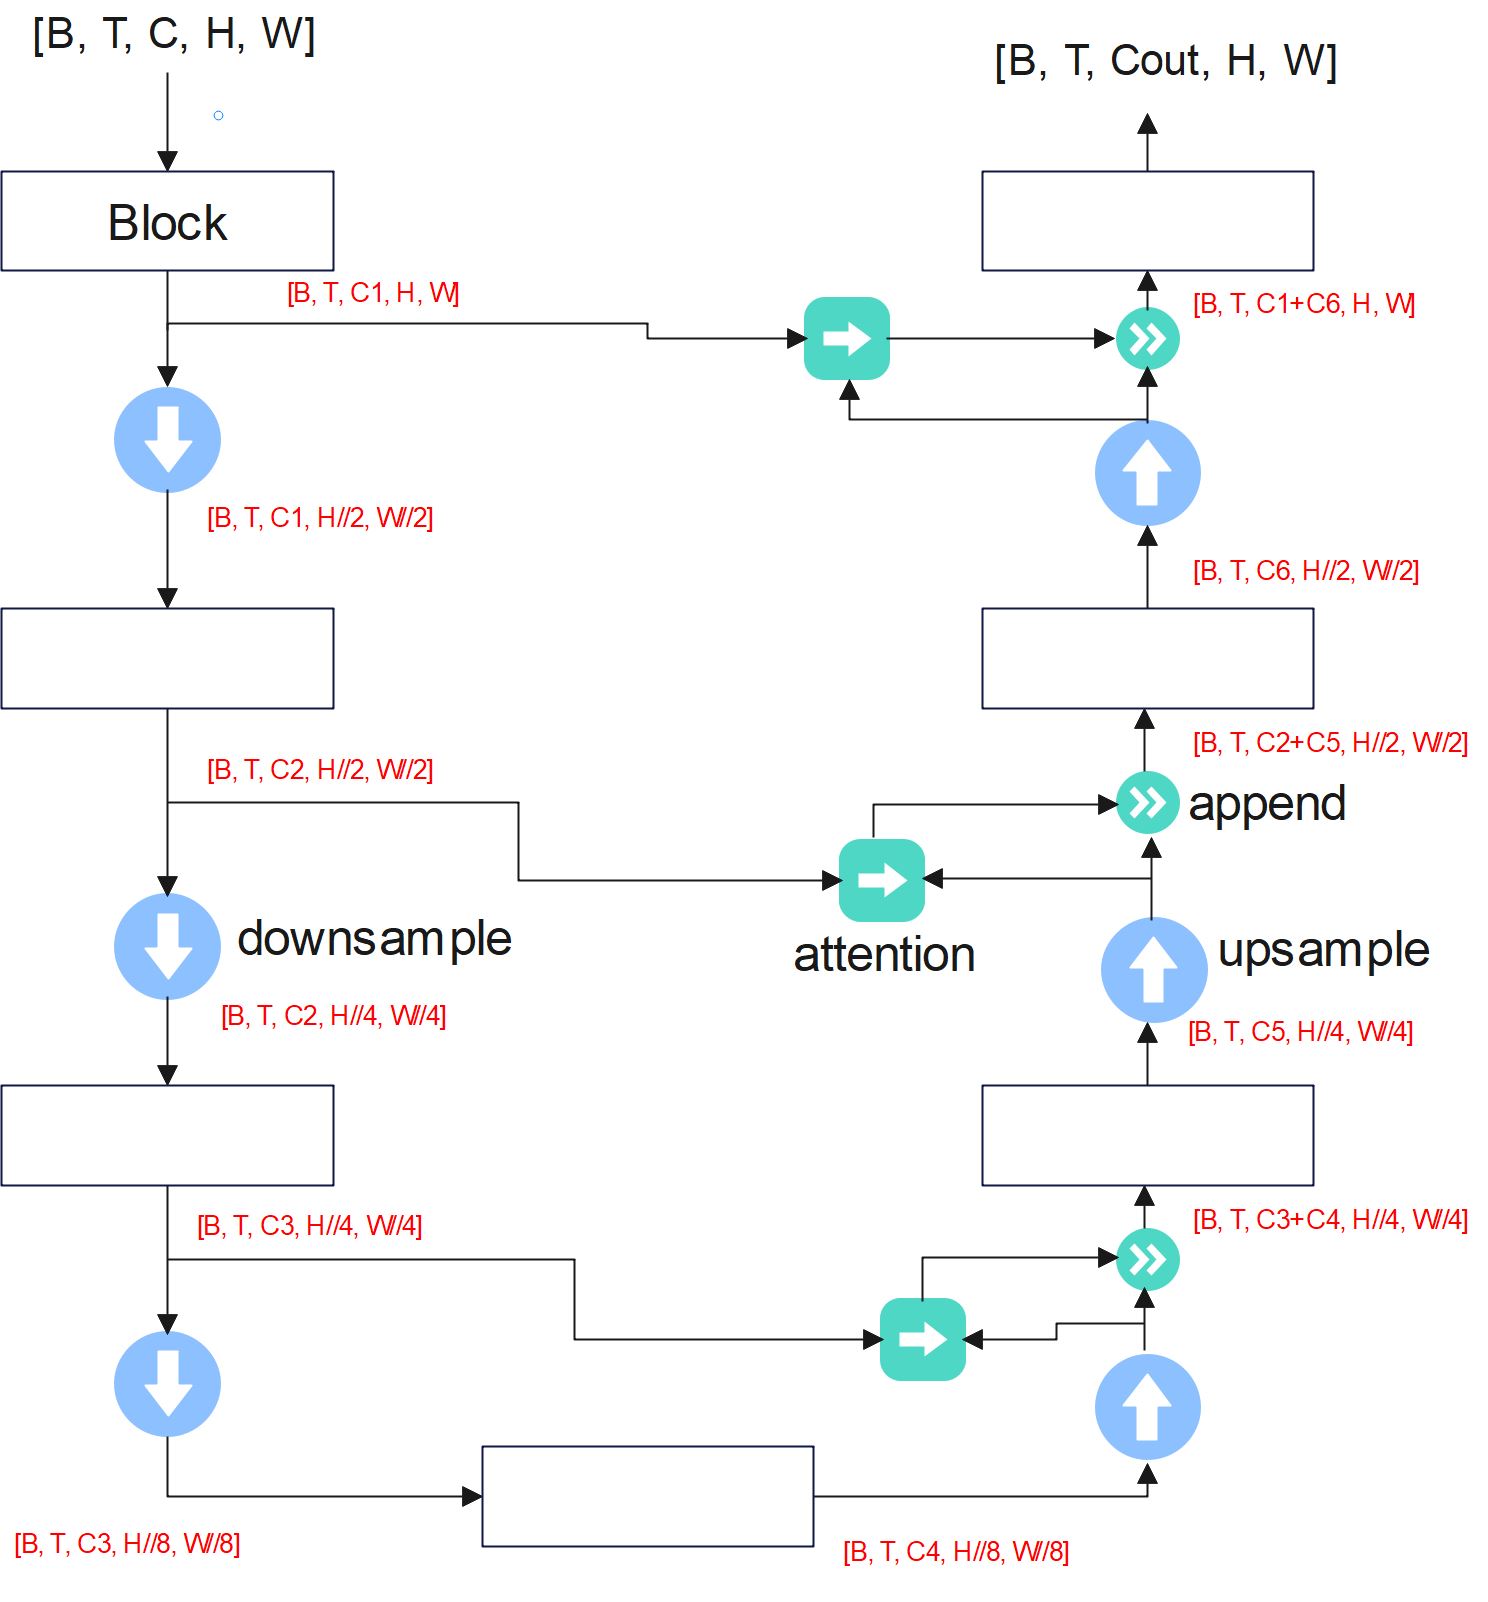 [B, T, C, H, W]
[B, T, Cout, H, W]
Block
[B, T, C1, H, W]
[B, T, C1+C6, H, W]
[B, T, C1, H//2, W//2]
[B, T, C6, H//2, W//2]
[B, T, C2, H//2, W//2]
[B, T, C2+C5, H//2, W//2]
append
downsample
attention
upsample
[B, T, C2, H//4, W//4]
[B, T, C5, H//4, W//4]
[B, T, C3, H//4, W//4]
[B, T, C3+C4, H//4, W//4]
[B, T, C3, H//8, W//8]
[B, T, C4, H//8, W//8]